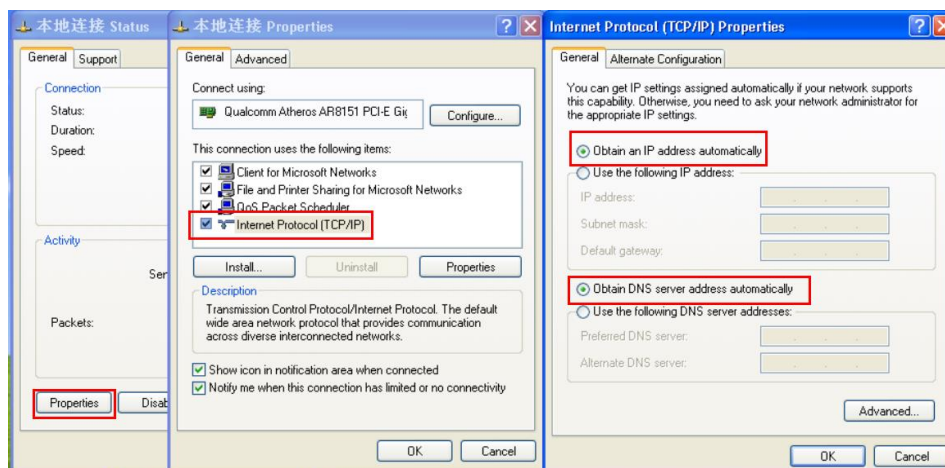 本地连接 Status
General
Support
Connection
Status:
Duration:
Speed:
Activity
Packets:
Properties
本地连接 Properties
General
Advanced
Connect using:
Qualcomm Atheros AR8151 PCI-E
Configure...
This connection uses the following items:
Client for Microsoft Networks
File and Printer Sharing for Microsoft Networks
QoS Packet Scheduler
Internet Protocol (TCP/IP)
Install...
Uninstall
Properties
Description
Transmission Control Protocol/Internet Protocol. The default
wide area network protocol that provides communication
across diverse interconnected networks.
Show icon in notification area when connected
Notify me when this connection has limited or no connectivity
OK
Cancel
Internet Protocol (TCP/IP) Properties
General
Alternate Configuration
You can get IP settings assigned automatically if your network supports
this capability. Otherwise, you need to ask your network administrator for
the appropriate IP settings.
Obtain an IP address automatically
Use the following IP address:
IP address:
Subnet mask:
Default gateway:
Obtain DNS server address automatically
Use the following DNS server addresses:
Preferred DNS server:
Alternate DNS server:
Advanced...
OK
Cancel